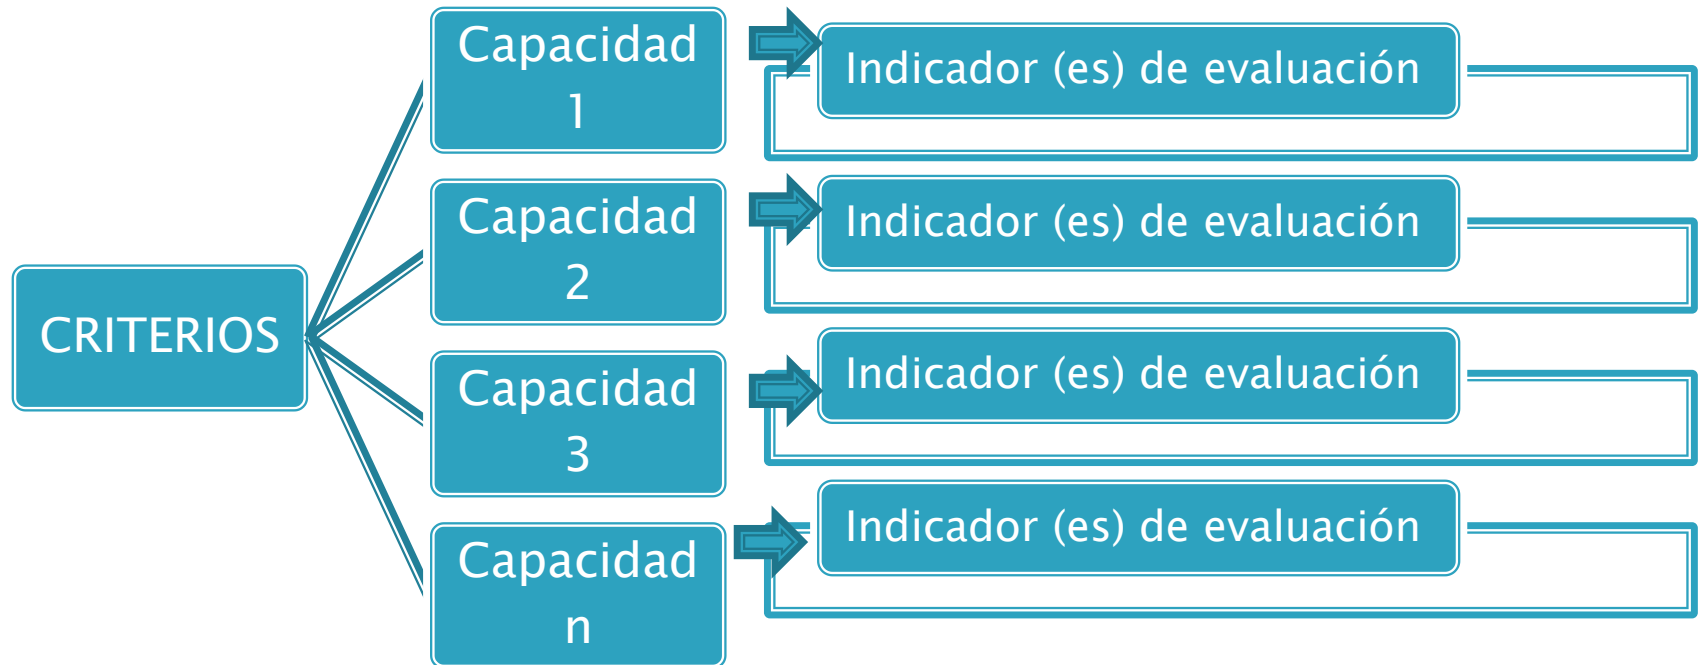 Capacidad
1
Indicador (es) de evaluación
Capacidad
2
Indicador (es) de evaluación
CRITERIOS
Capacidad
3
Indicador (es) de evaluación
Capacidad
n
Indicador (es) de evaluación